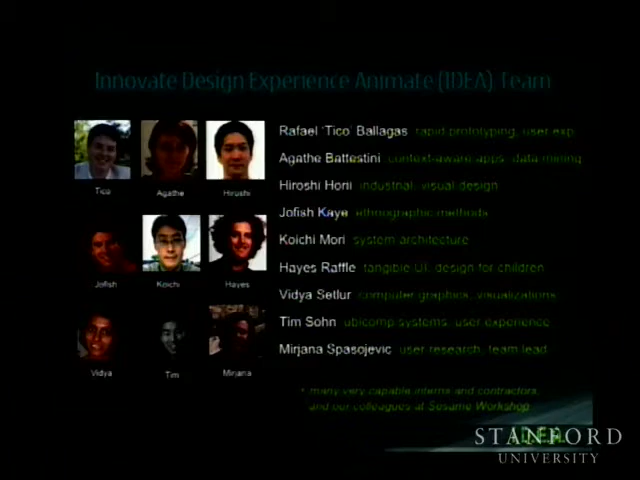 Innovate Design Experience Animate (IDEA) Team
Rafael 'Tico' Ballagas rapid prototyping, user exp
Agathe Battestini context-aware apps, data mining
Hiroshi Horii industrial, visual design
Jofish Kaye ethnographic methods
Koichi Mori system architecture
Hayes Raffle tangible UI, design for children
Vidya Setlur computer graphics, visualizations
Tim Sohn ubicomp systems, user experience
Mirjana Spasojevic user research, team lead
Tico Agathe Hiroshi
Jofish Koichi Hayes
Vidya Tim Mirjana
* many very capable interns and contractors,
and our colleagues at Sesame Workshop
IDEA
STANFORD
UNIVERSITY